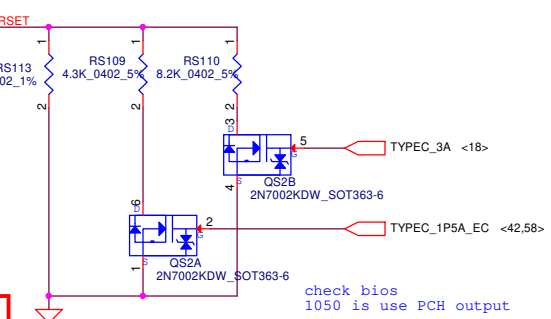 RSET
1
1
1
RS113
02_1%
RS109
4.3K_0402_5%
RS110
8.2K_0402_5%
2
2
2
3
D
5
G
TYPEC_3A <18>
4
S
QS2B
2N7002KDW_SOT363-6
6
D
2
G
TYPEC_1P5A_EC <42,58>
1
S
QS2A
2N7002KDW_SOT363-6
check bios
1050 is use PCH output